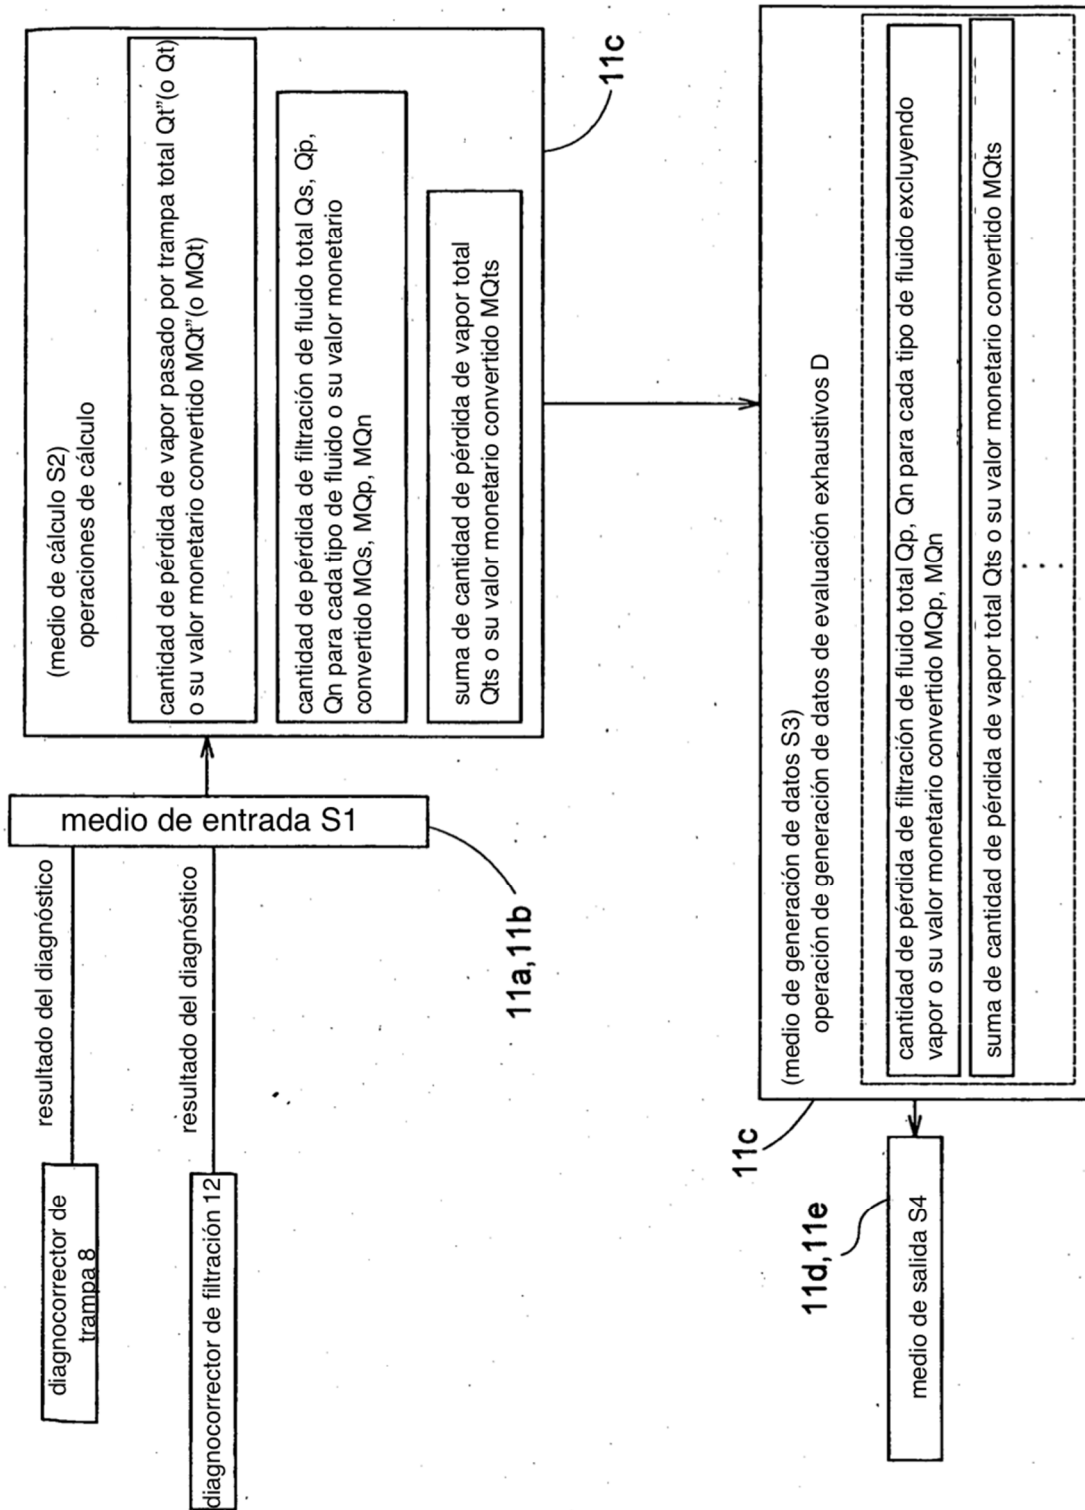 diagnocorrector de
trampa 8
resultado del diagnóstico
diagnocorrector de filtración 12
resultado del diagnóstico
medio de entrada S1
11a,11b
(medio de cálculo S2)
operaciones de cálculo
cantidad de pérdida de vapor pasado por trampa total Qt"(o Qt)
o su valor monetario convertido MQt"(o MQt)
cantidad de pérdida de filtración de fluido total Qs, Qp,
Qn para cada tipo de fluido o su valor monetario
convertido MQs, MQp, MQn
suma de cantidad de pérdida de vapor total
Qts o su valor monetario convertido MQts
11c
(medio de generación de datos S3)
operación de generación de datos de evaluación exhaustivos D
cantidad de pérdida de filtración de fluido total Qp, Qn para cada tipo de fluido excluyendo
vapor o su valor monetario convertido MQp, MQn
suma de cantidad de pérdida de vapor total Qts o su valor monetario convertido MQts
. . .
11c
11d,11e
medio de salida S4